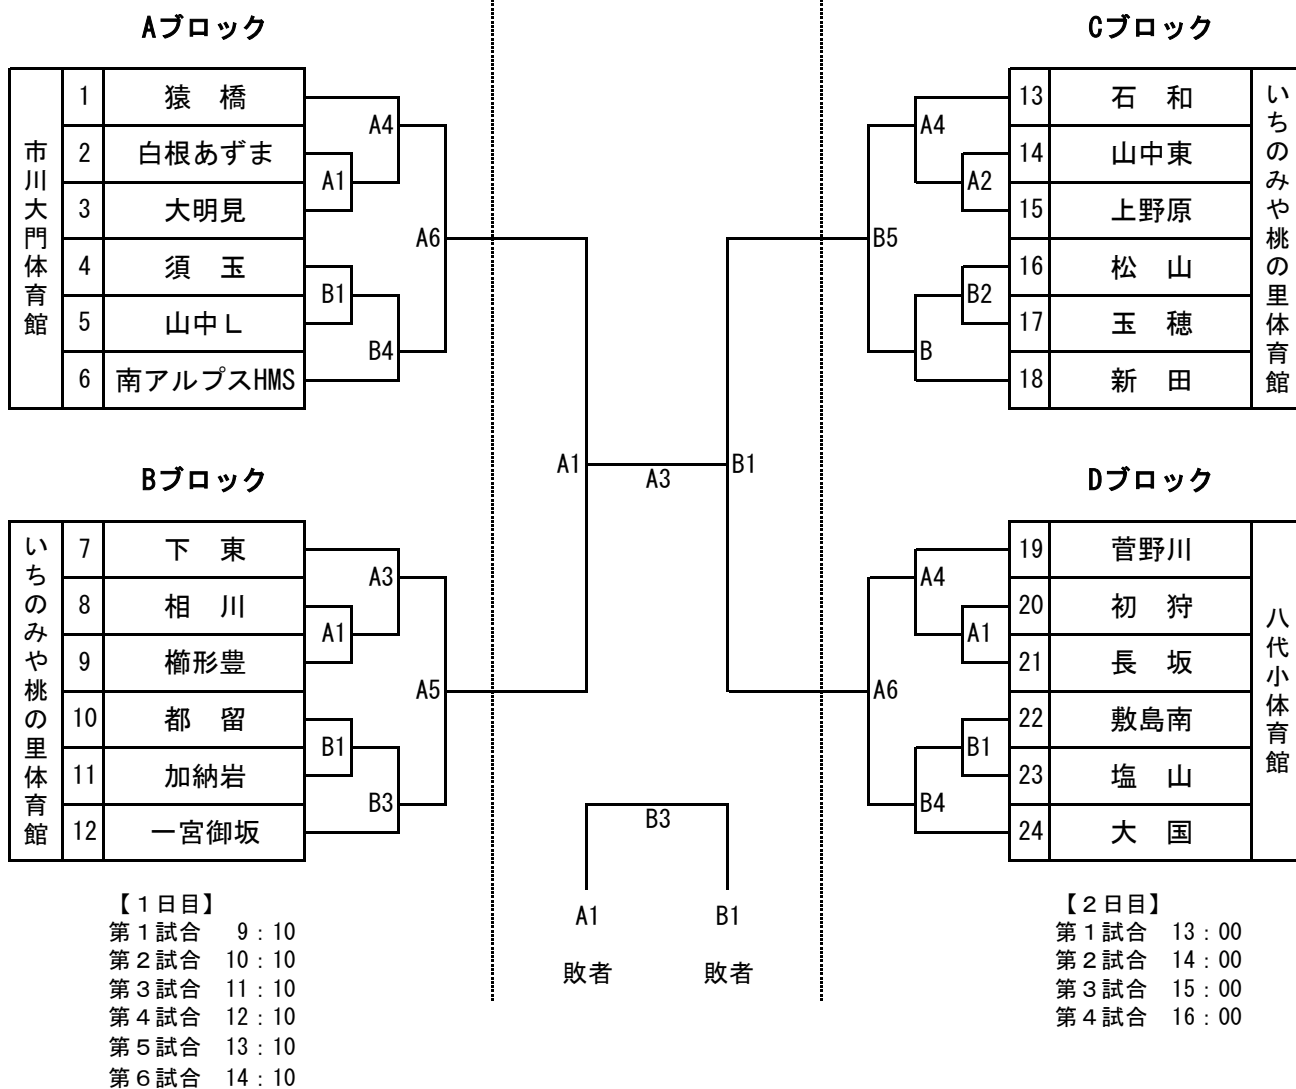 Aブロック
市川大門体育館
1 猿 橋
2 白根あずま
3 大明見
4 須 玉
5 山中L
6 南アルプスHMS
A4
A1
A6
B1
B4
Bブロック
いちのみや桃の里体育館
7 下 東
8 相 川
9 櫛形豊
10 都 留
11 加納岩
12 一宮御坂
A3
A1
A5
B1
B3
A1
A3
B1
B3
A1 B1
敗者 敗者
Cブロック
いちのみや桃の里体育館
13 石 和
14 山中東
15 上野原
16 松 山
17 玉 穂
18 新 田
A4
A2
B5
B2
B
Dブロック
八代小体育館
19 菅野川
20 初 狩
21 長 坂
22 敷島南
23 塩 山
24 大 国
A4
A1
A6
B1
B4
【1日目】
第1試合 9:10
第2試合 10:10
第3試合 11:10
第4試合 12:10
第5試合 13:10
第6試合 14:10
【2日目】
第1試合 13:00
第2試合 14:00
第3試合 15:00
第4試合 16:00